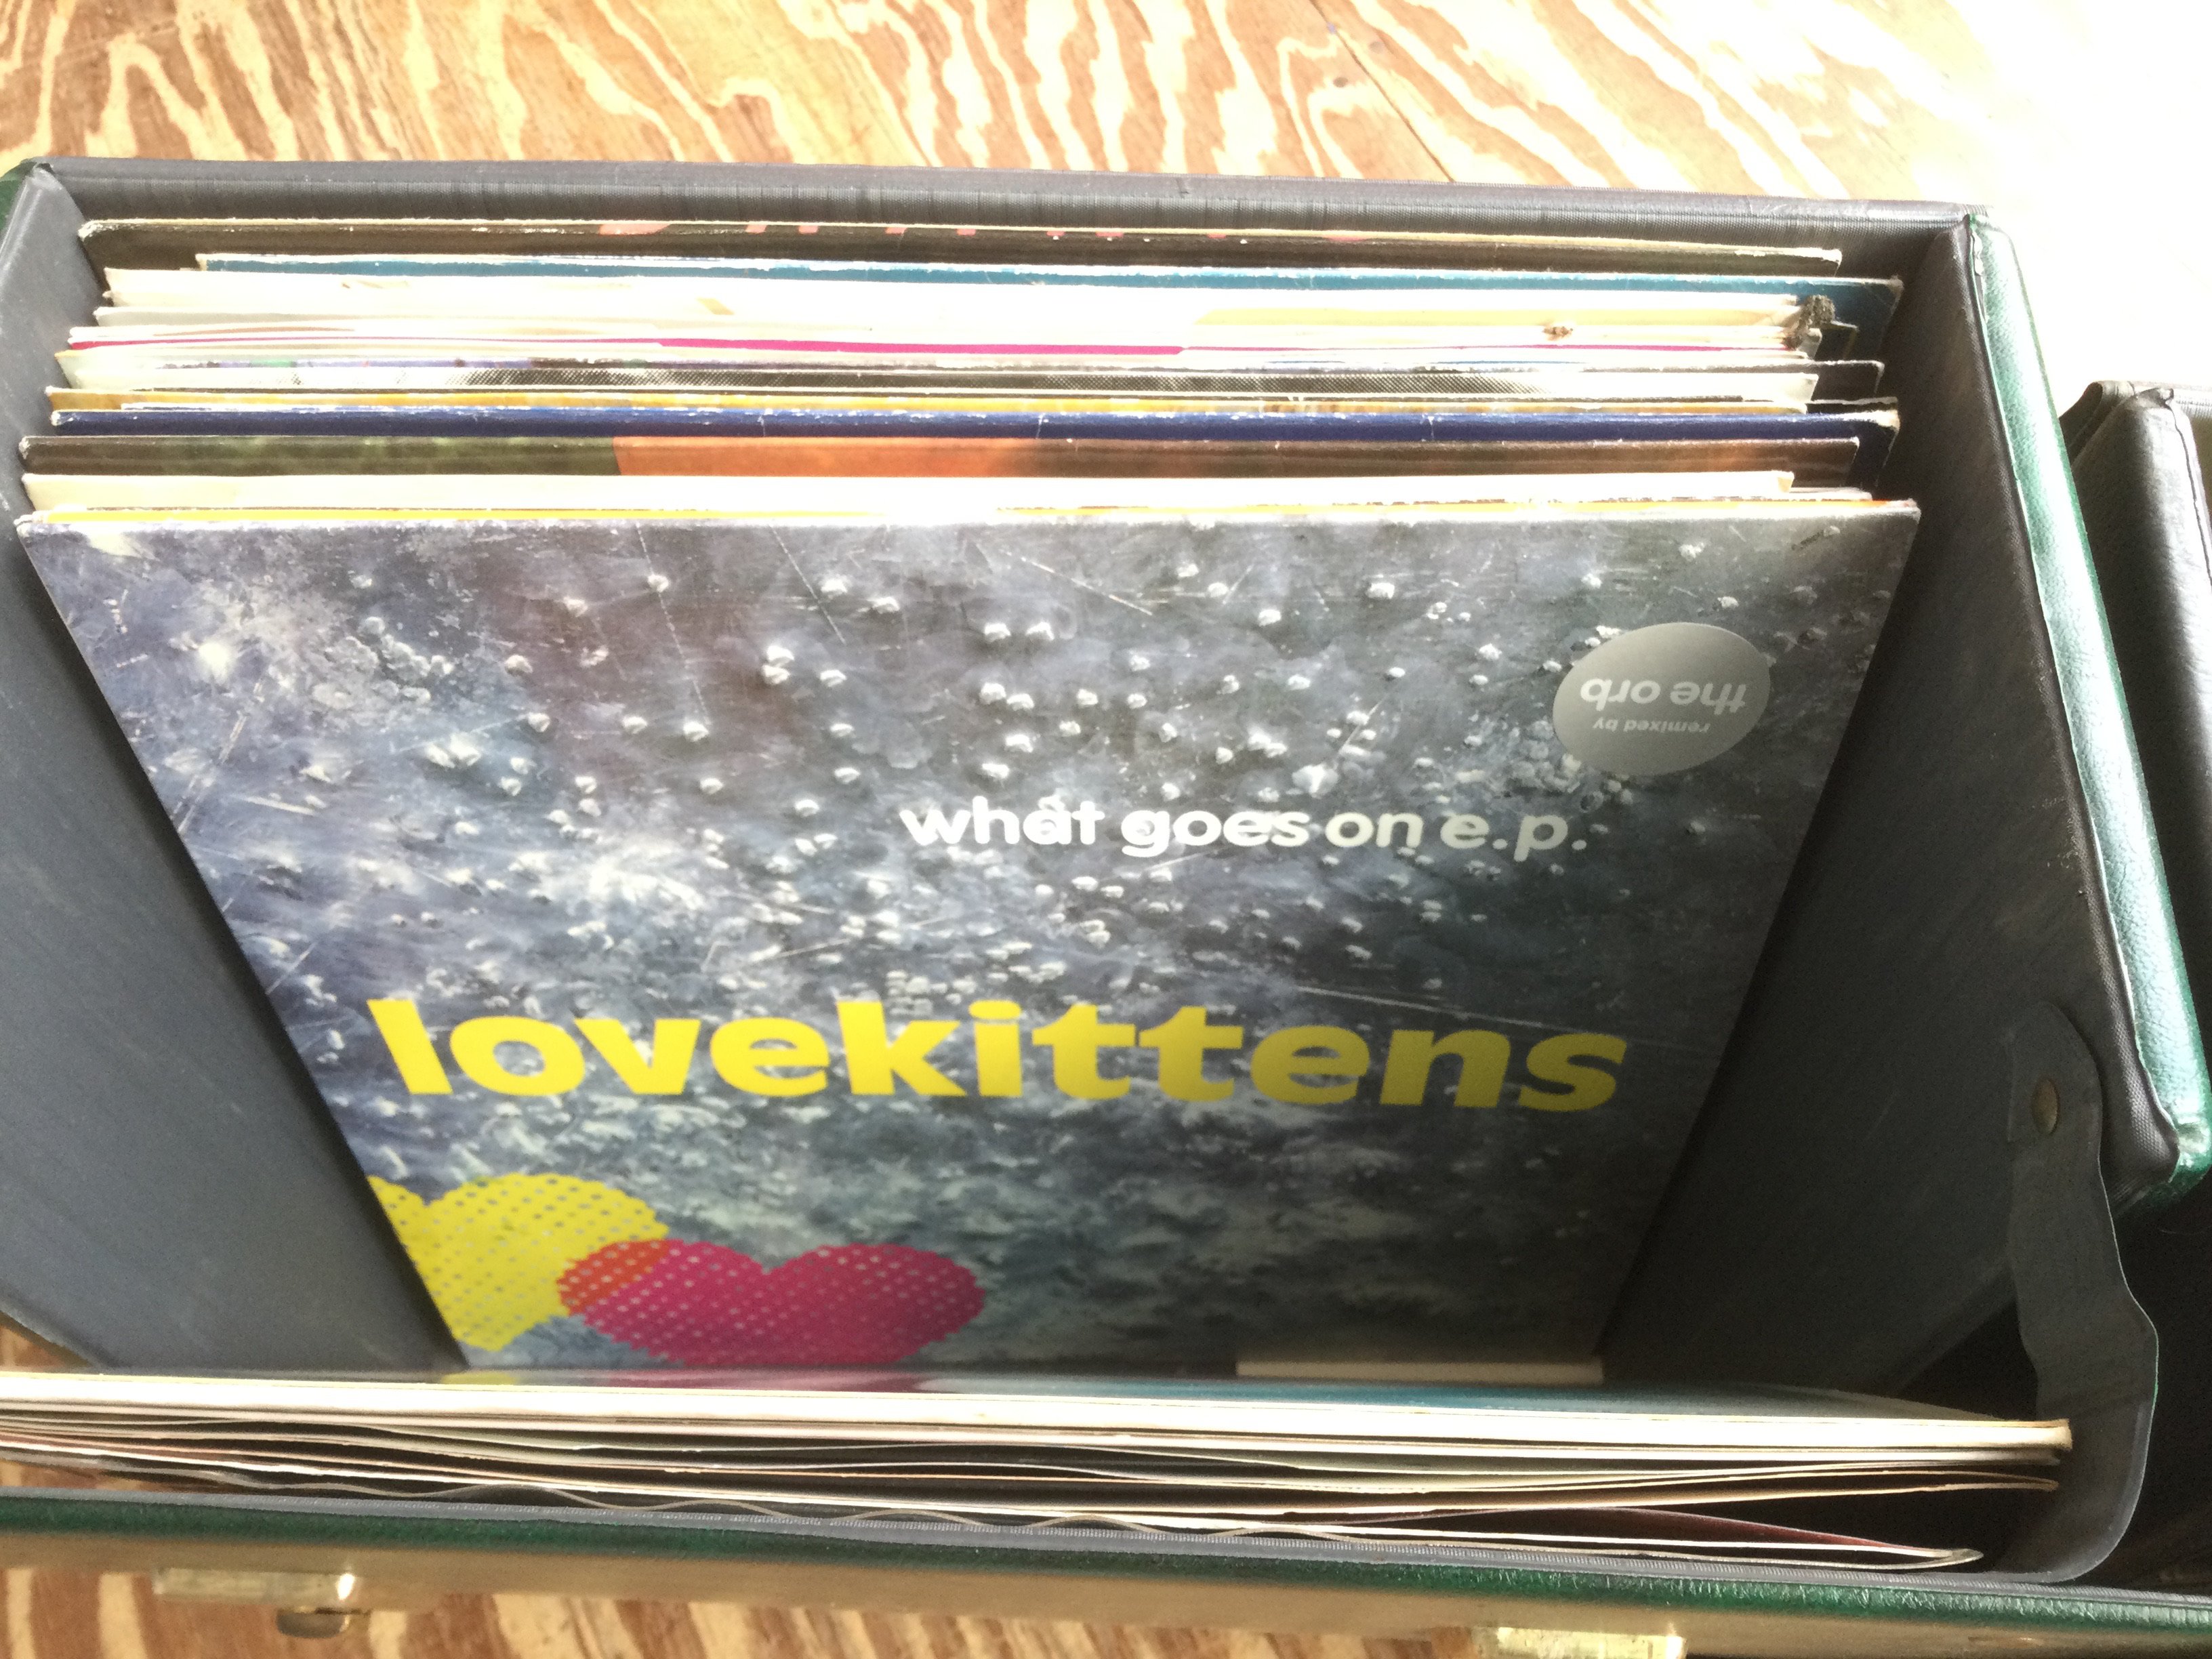 remixed by
the orb
what goes on e.p.
lovekittens